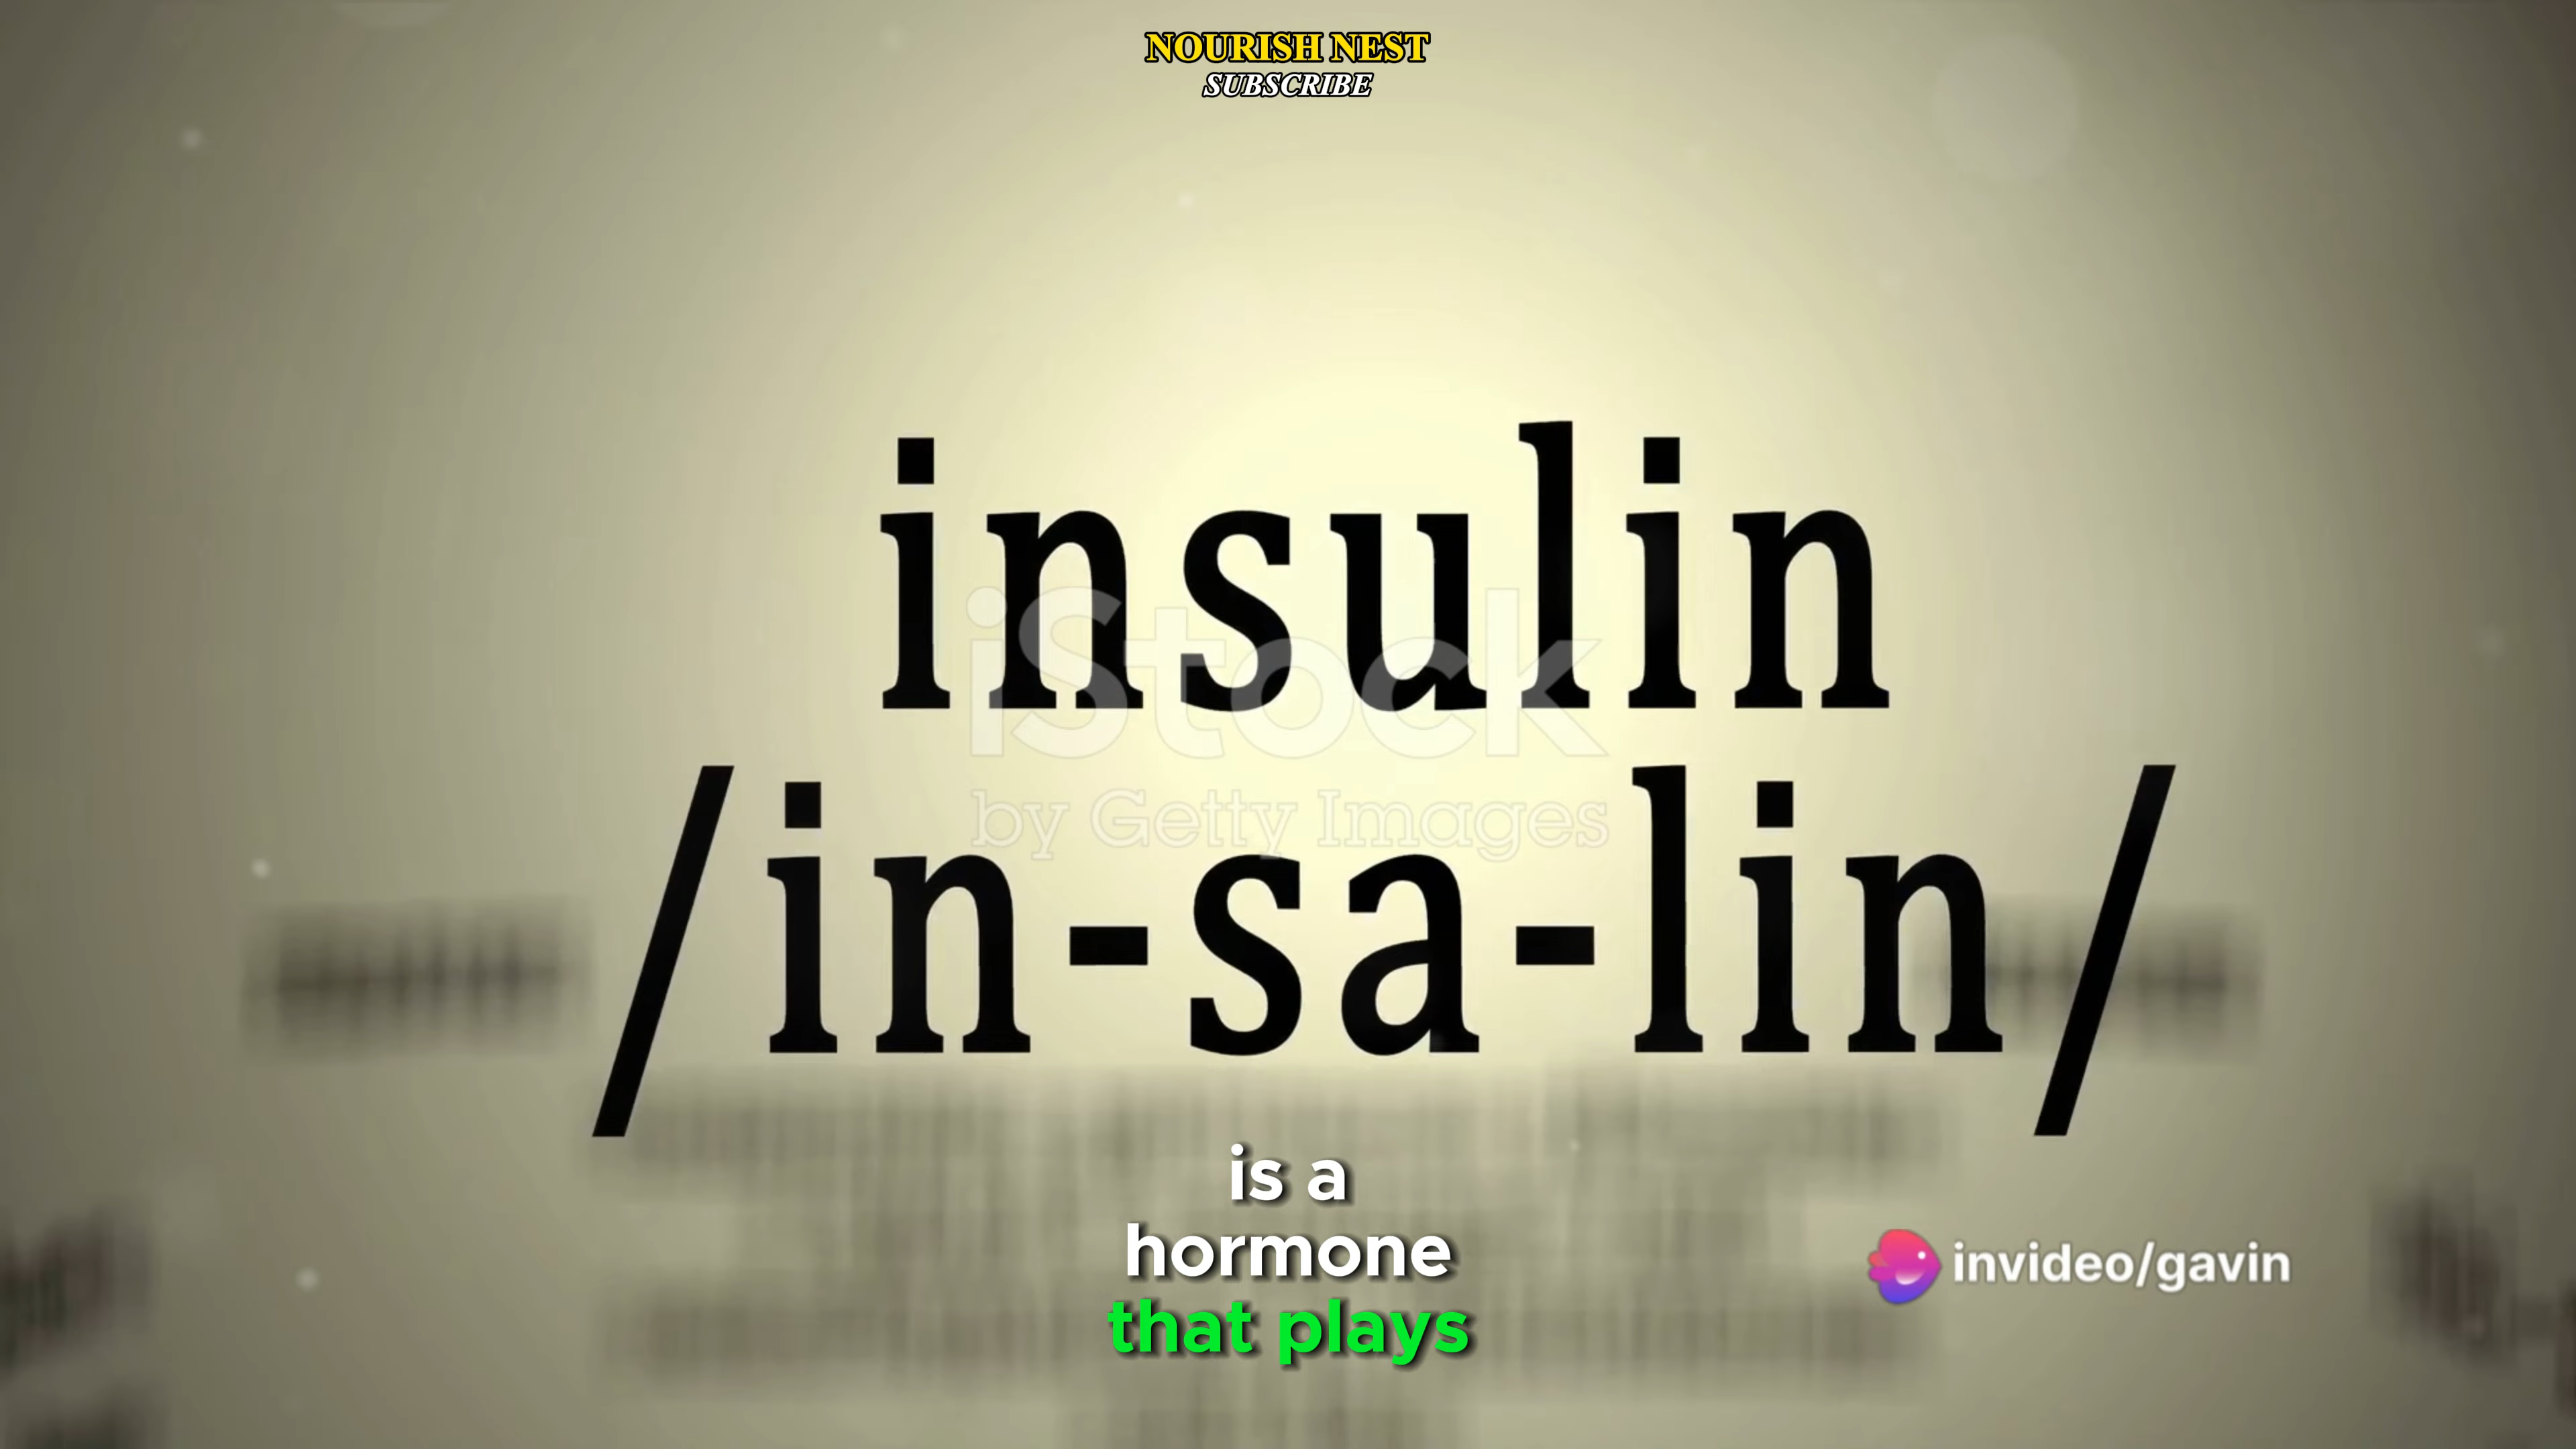 NOURISH NEST
SUBSCRIBE
insulin
iStock
by Getty Images
/in-sa-lin/
is a
hormone
that plays
invideo/gavin